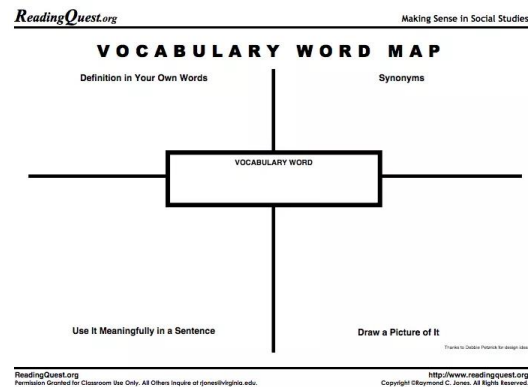 ReadingQuest.org
Making Sense in Social Studies
VOCABULARY WORD MAP
Definition in Your Own Words
Synonyms
VOCABULARY WORD
Use It Meaningfully in a Sentence
Draw a Picture of It
Thanks to Debbie Petzrick for design idea
ReadingQuest.org
http://www.readingquest.org
Permission Granted for Classroom Use Only. All Others Inquire at rjones@virginia.edu.
Copyright ©Raymond C. Jones. All Rights Reserved.